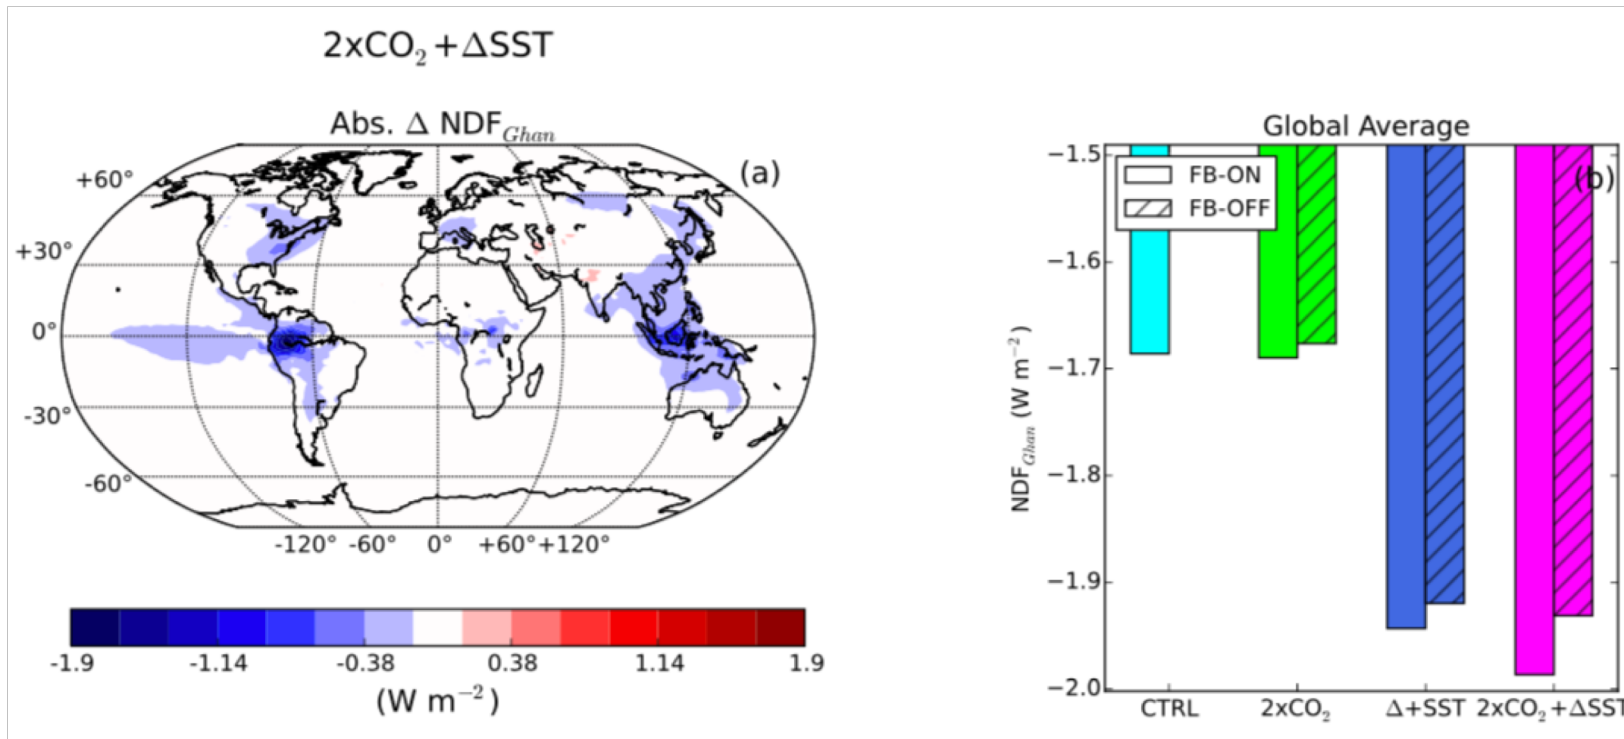 2xCO₂+ΔSST
Abs. Δ NDF_Ghan
(a)
+60°
+30°
0°
-30°
-60°
-120° -60° 0° +60° +120°
-1.9 -1.14 -0.38 0.38 1.14 1.9
(W m⁻²)
Global Average
(b)
FB-ON
FB-OFF
NDF_Ghan (W m⁻²)
−1.5
−1.6
−1.7
−1.8
−1.9
−2.0
CTRL 2xCO₂ Δ+SST 2xCO₂+ΔSST